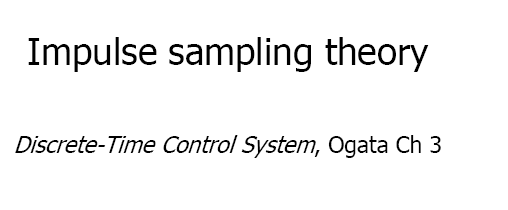 Impulse sampling theory
Discrete-Time Control System, Ogata Ch 3